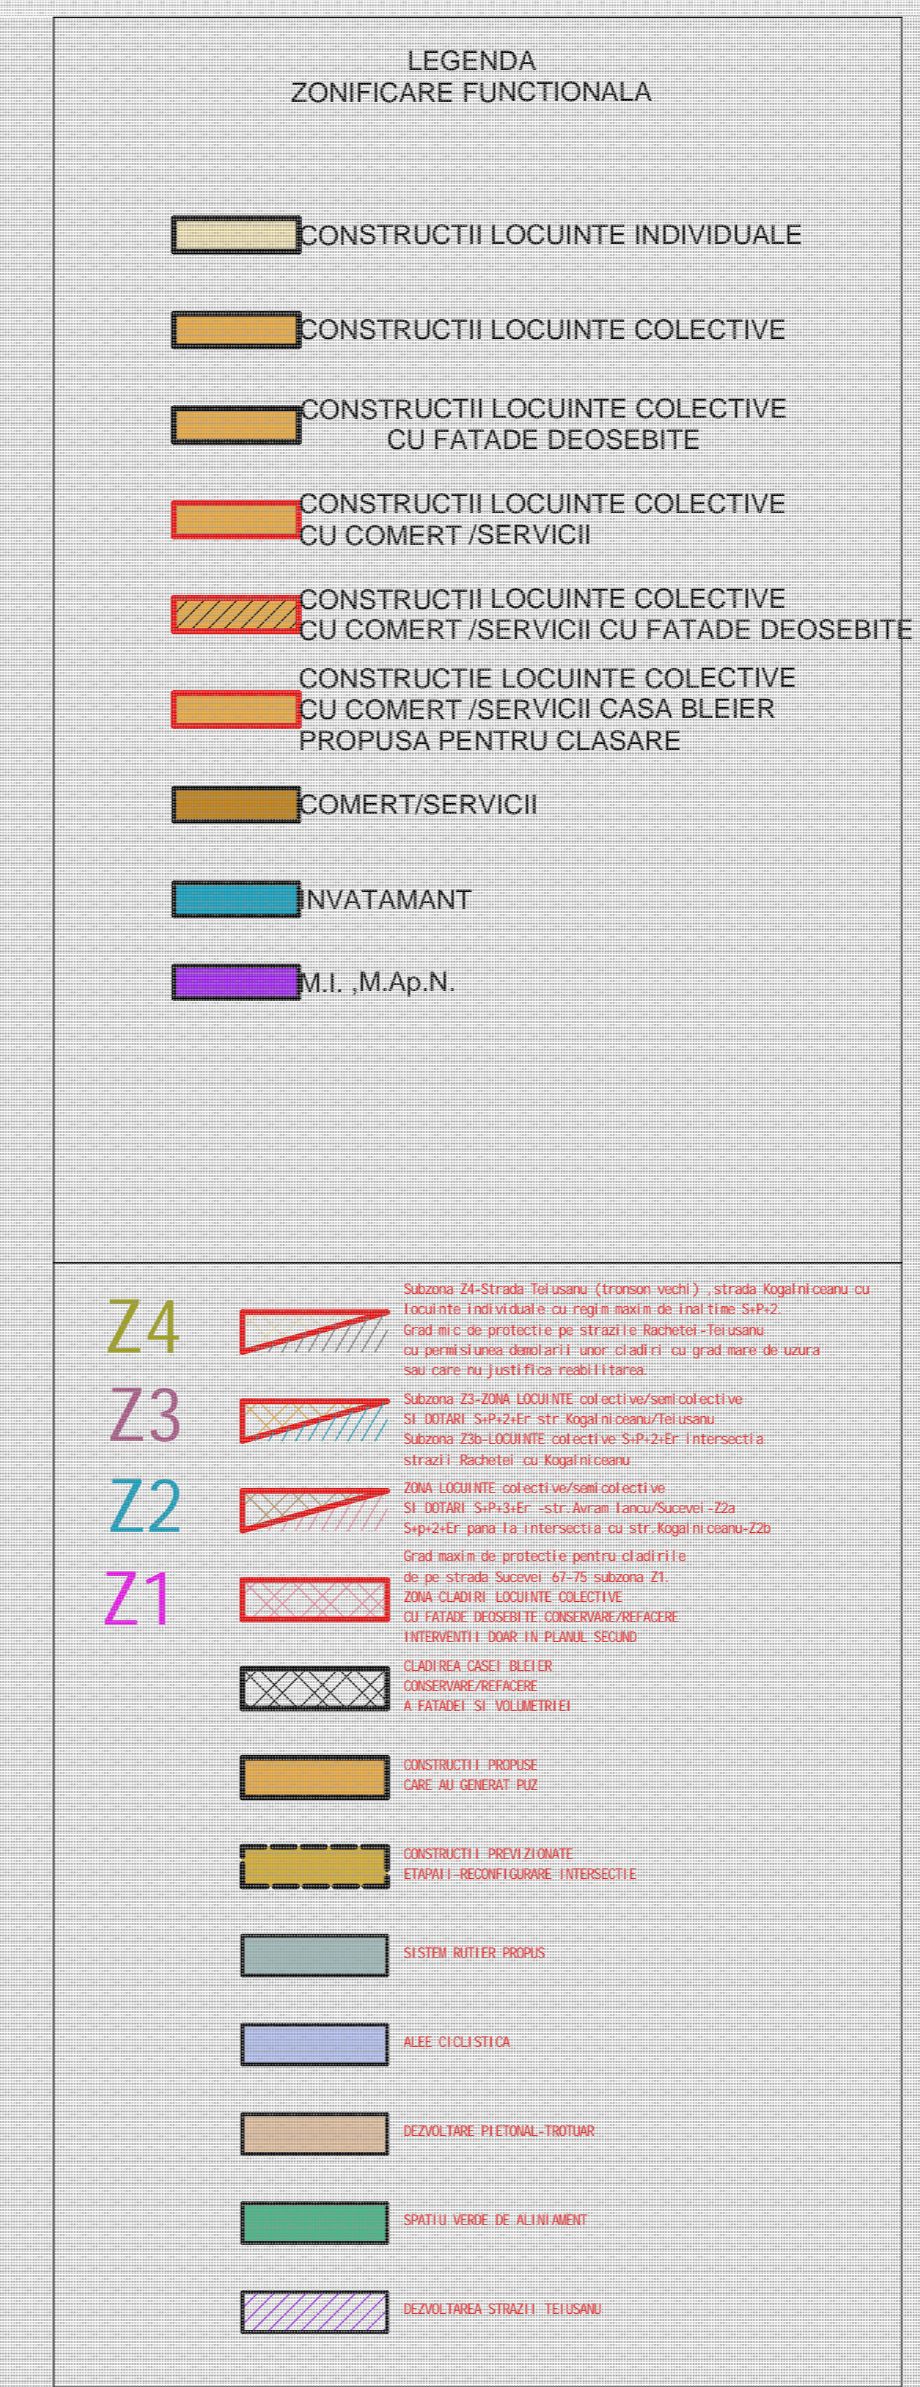 LEGENDA
ZONIFICARE FUNCTIONALA
CONSTRUCTII LOCUINTE INDIVIDUALE
CONSTRUCTII LOCUINTE COLECTIVE
CONSTRUCTII LOCUINTE COLECTIVE
CU FATADE DEOSEBITE
CONSTRUCTII LOCUINTE COLECTIVE
CU COMERT /SERVICII
CONSTRUCTII LOCUINTE COLECTIVE
CU COMERT /SERVICII CU FATADE DEOSEBITE
CONSTRUCTIE LOCUINTE COLECTIVE
CU COMERT /SERVICII CASA BLEIER
PROPUSA PENTRU CLASARE
COMERT/SERVICII
INVATAMANT
M.I. ,M.Ap.N.
Z4
Subzona Z4-Strada Teiusanu (tronson vechi) ,strada Kogalniceanu cu
locuinte individuale cu regim maxim de inaltime S+P+2.
Grad mic de protectie pe strazile Rachetei-Teiusanu
cu permisiunea demolarii unor cladiri cu grad mare de uzura
sau care nu justifica reabilitarea.
Z3
Subzona Z3-ZONA LOCUINTE colective/semicolective
SI DOTARI S+P+2+Er str.Kogalniceanu/Teiusanu
Subzona Z3b-LOCUINTE colective S+P+2+Er intersectia
strazii Rachetei cu Kogalniceanu
Z2
ZONA LOCUINTE colective/semicolective
SI DOTARI S+P+3+Er -str.Avram Iancu/Sucevei-Z2a
S+p+2+Er pana la intersectia cu str.Kogalniceanu-Z2b
Z1
Grad maxim de protectie pentru cladirile
de pe strada Sucevei 67-75 subzona Z1.
ZONA CLADIRI LOCUINTE COLECTIVE
CU FATADE DEOSEBITE.CONSERVARE/REFACERE
INTERVENTII DOAR IN PLANUL SECUND
CLADIREA CASEI BLEIER
CONSERVARE/REFACERE
A FATADEI SI VOLUMETRIEI
CONSTRUCTII PROPUSE
CARE AU GENERAT PUZ
CONSTRUCTII PREVIZIONATE
ETAPAII-RECONFIGURARE INTERSECTIE
SISTEM RUTIER PROPUS
ALEE CICLISTICA
DEZVOLTARE PIETONAL-TROTUAR
SPATIU VERDE DE ALINIAMENT
DEZVOLTAREA STRAZII TEIUSANU